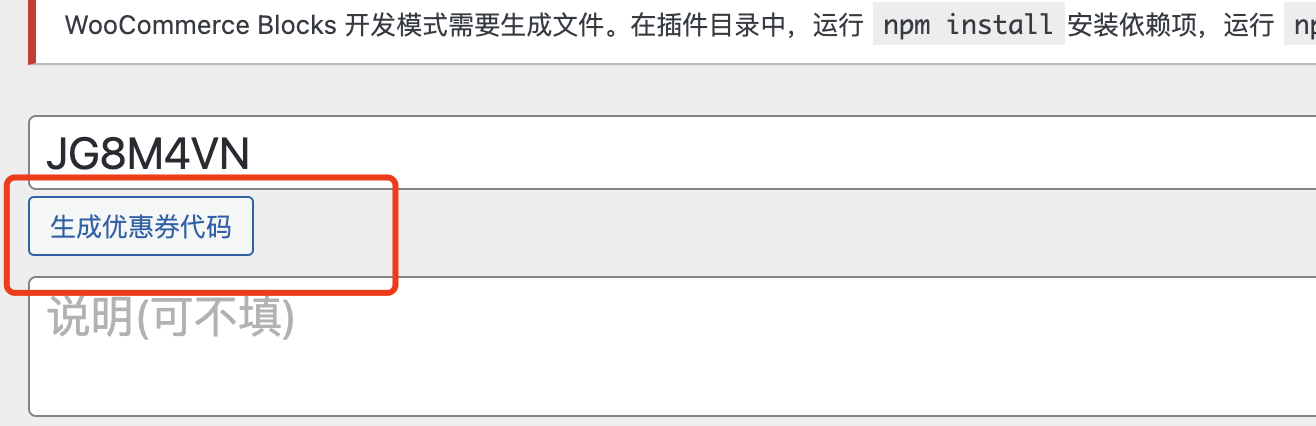 WooCommerce Blocks 开发模式需要生成文件。在插件目录中，运行 npm install 安装依赖项，运行 np
JG8M4VN
生成优惠券代码
说明(可不填)